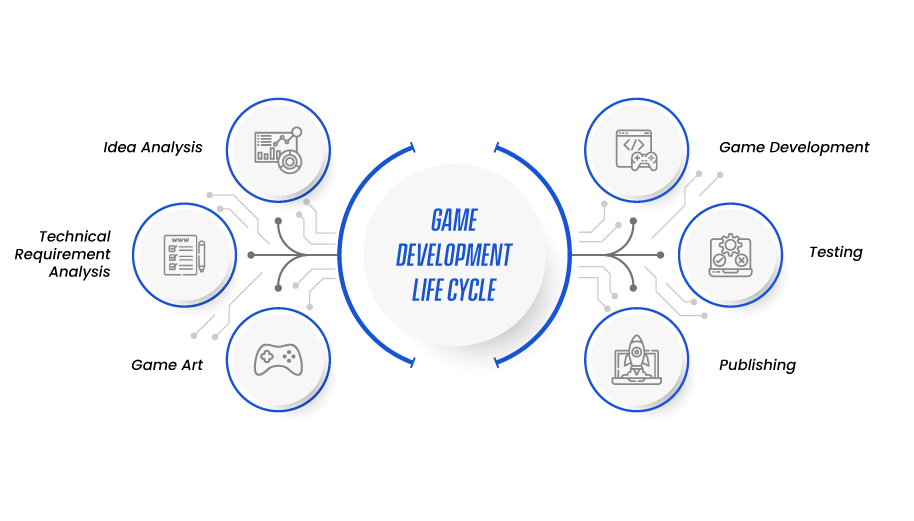 Idea Analysis
Technical
Requirement
Analysis
WWW
Game Art
GAME
DEVELOPMENT
LIFE CYCLE
Game Development
Testing
Publishing